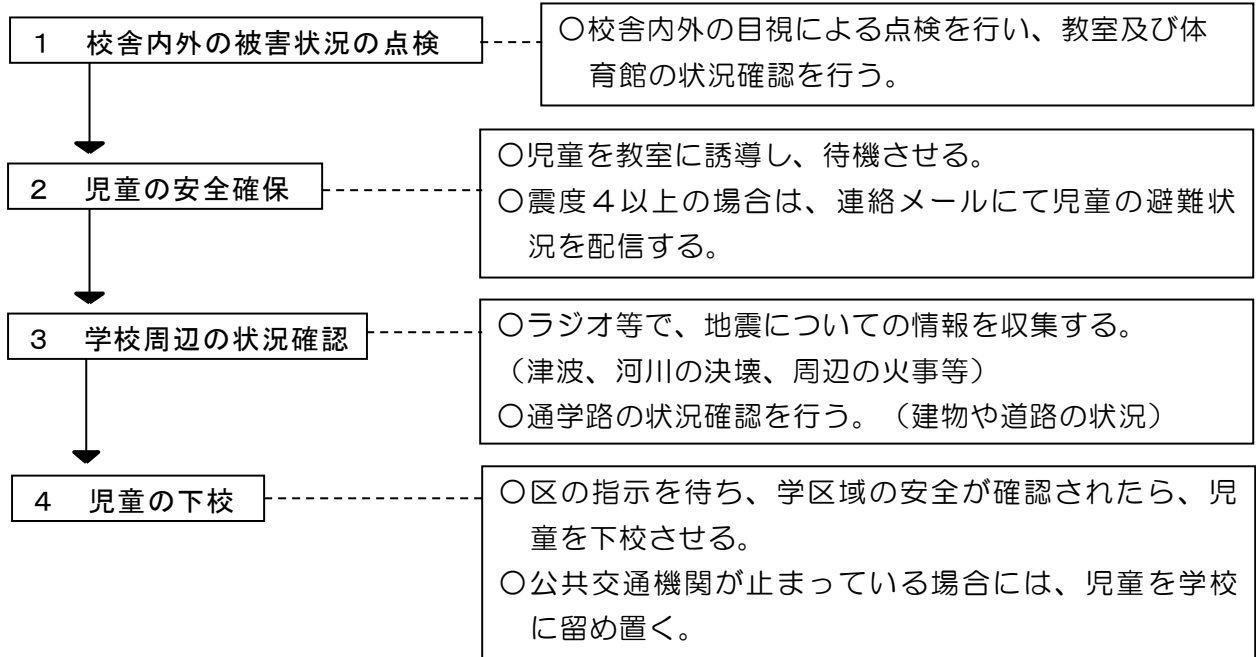 1　校舎内外の被害状況の点検
○校舎内外の目視による点検を行い、教室及び体
育館の状況確認を行う。
2　児童の安全確保
○児童を教室に誘導し、待機させる。
○震度４以上の場合は、連絡メールにて児童の避難状
況を配信する。
3　学校周辺の状況確認
○ラジオ等で、地震についての情報を収集する。
（津波、河川の決壊、周辺の火事等）
○通学路の状況確認を行う。（建物や道路の状況）
4　児童の下校
○区の指示を待ち、学区域の安全が確認されたら、児
童を下校させる。
○公共交通機関が止まっている場合には、児童を学校
に留め置く。